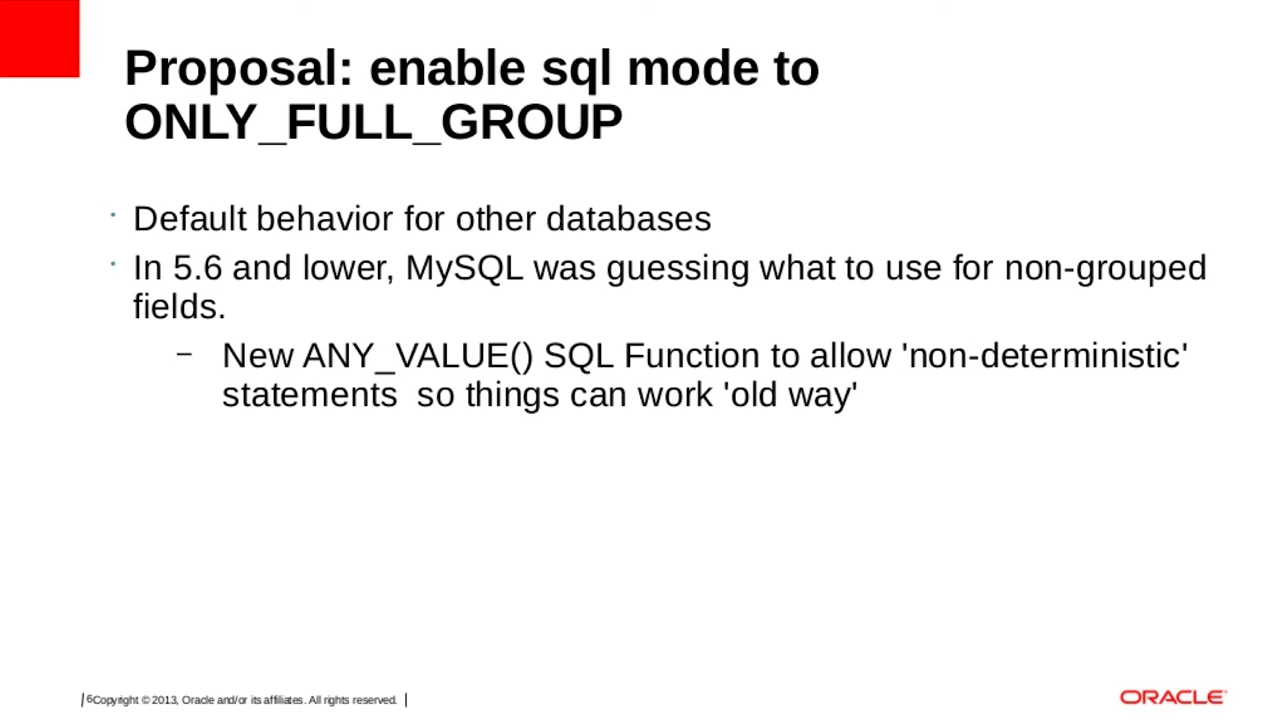 Proposal: enable sql mode to
ONLY_FULL_GROUP
• Default behavior for other databases
• In 5.6 and lower, MySQL was guessing what to use for non-grouped
fields.
– New ANY_VALUE() SQL Function to allow 'non-deterministic'
statements  so things can work 'old way'
6 Copyright © 2013, Oracle and/or its affiliates. All rights reserved.
ORACLE®